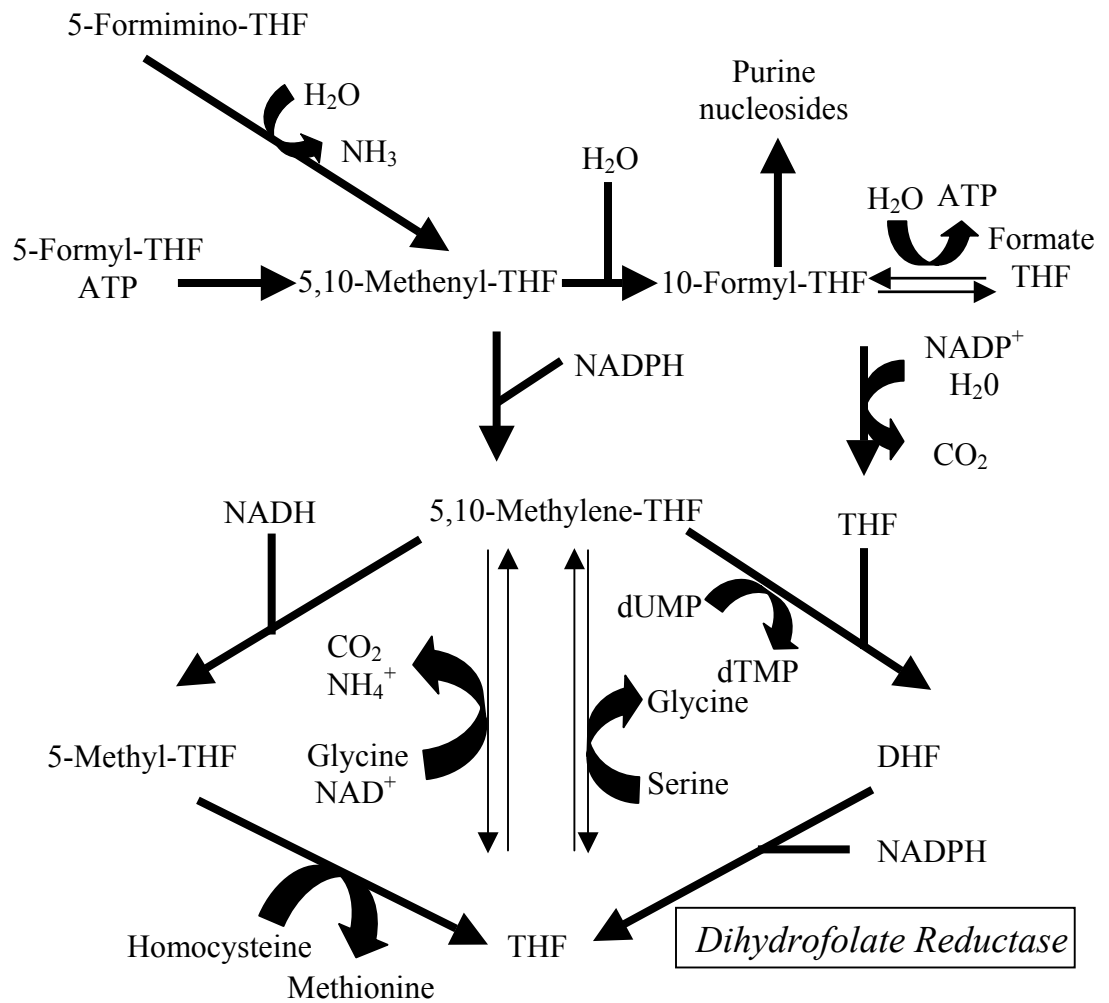 5-Formimino-THF
H₂O
NH₃
Purine
nucleosides
H₂O
H₂O ATP
5-Formyl-THF
ATP
5,10-Methenyl-THF
10-Formyl-THF
Formate
THF
NADPH
NADP⁺
H₂0
CO₂
NADH
5,10-Methylene-THF
THF
dUMP
dTMP
CO₂
NH₄⁺
Glycine
NAD⁺
Glycine
Serine
5-Methyl-THF
DHF
NADPH
Homocysteine
Methionine
THF
Dihydrofolate Reductase